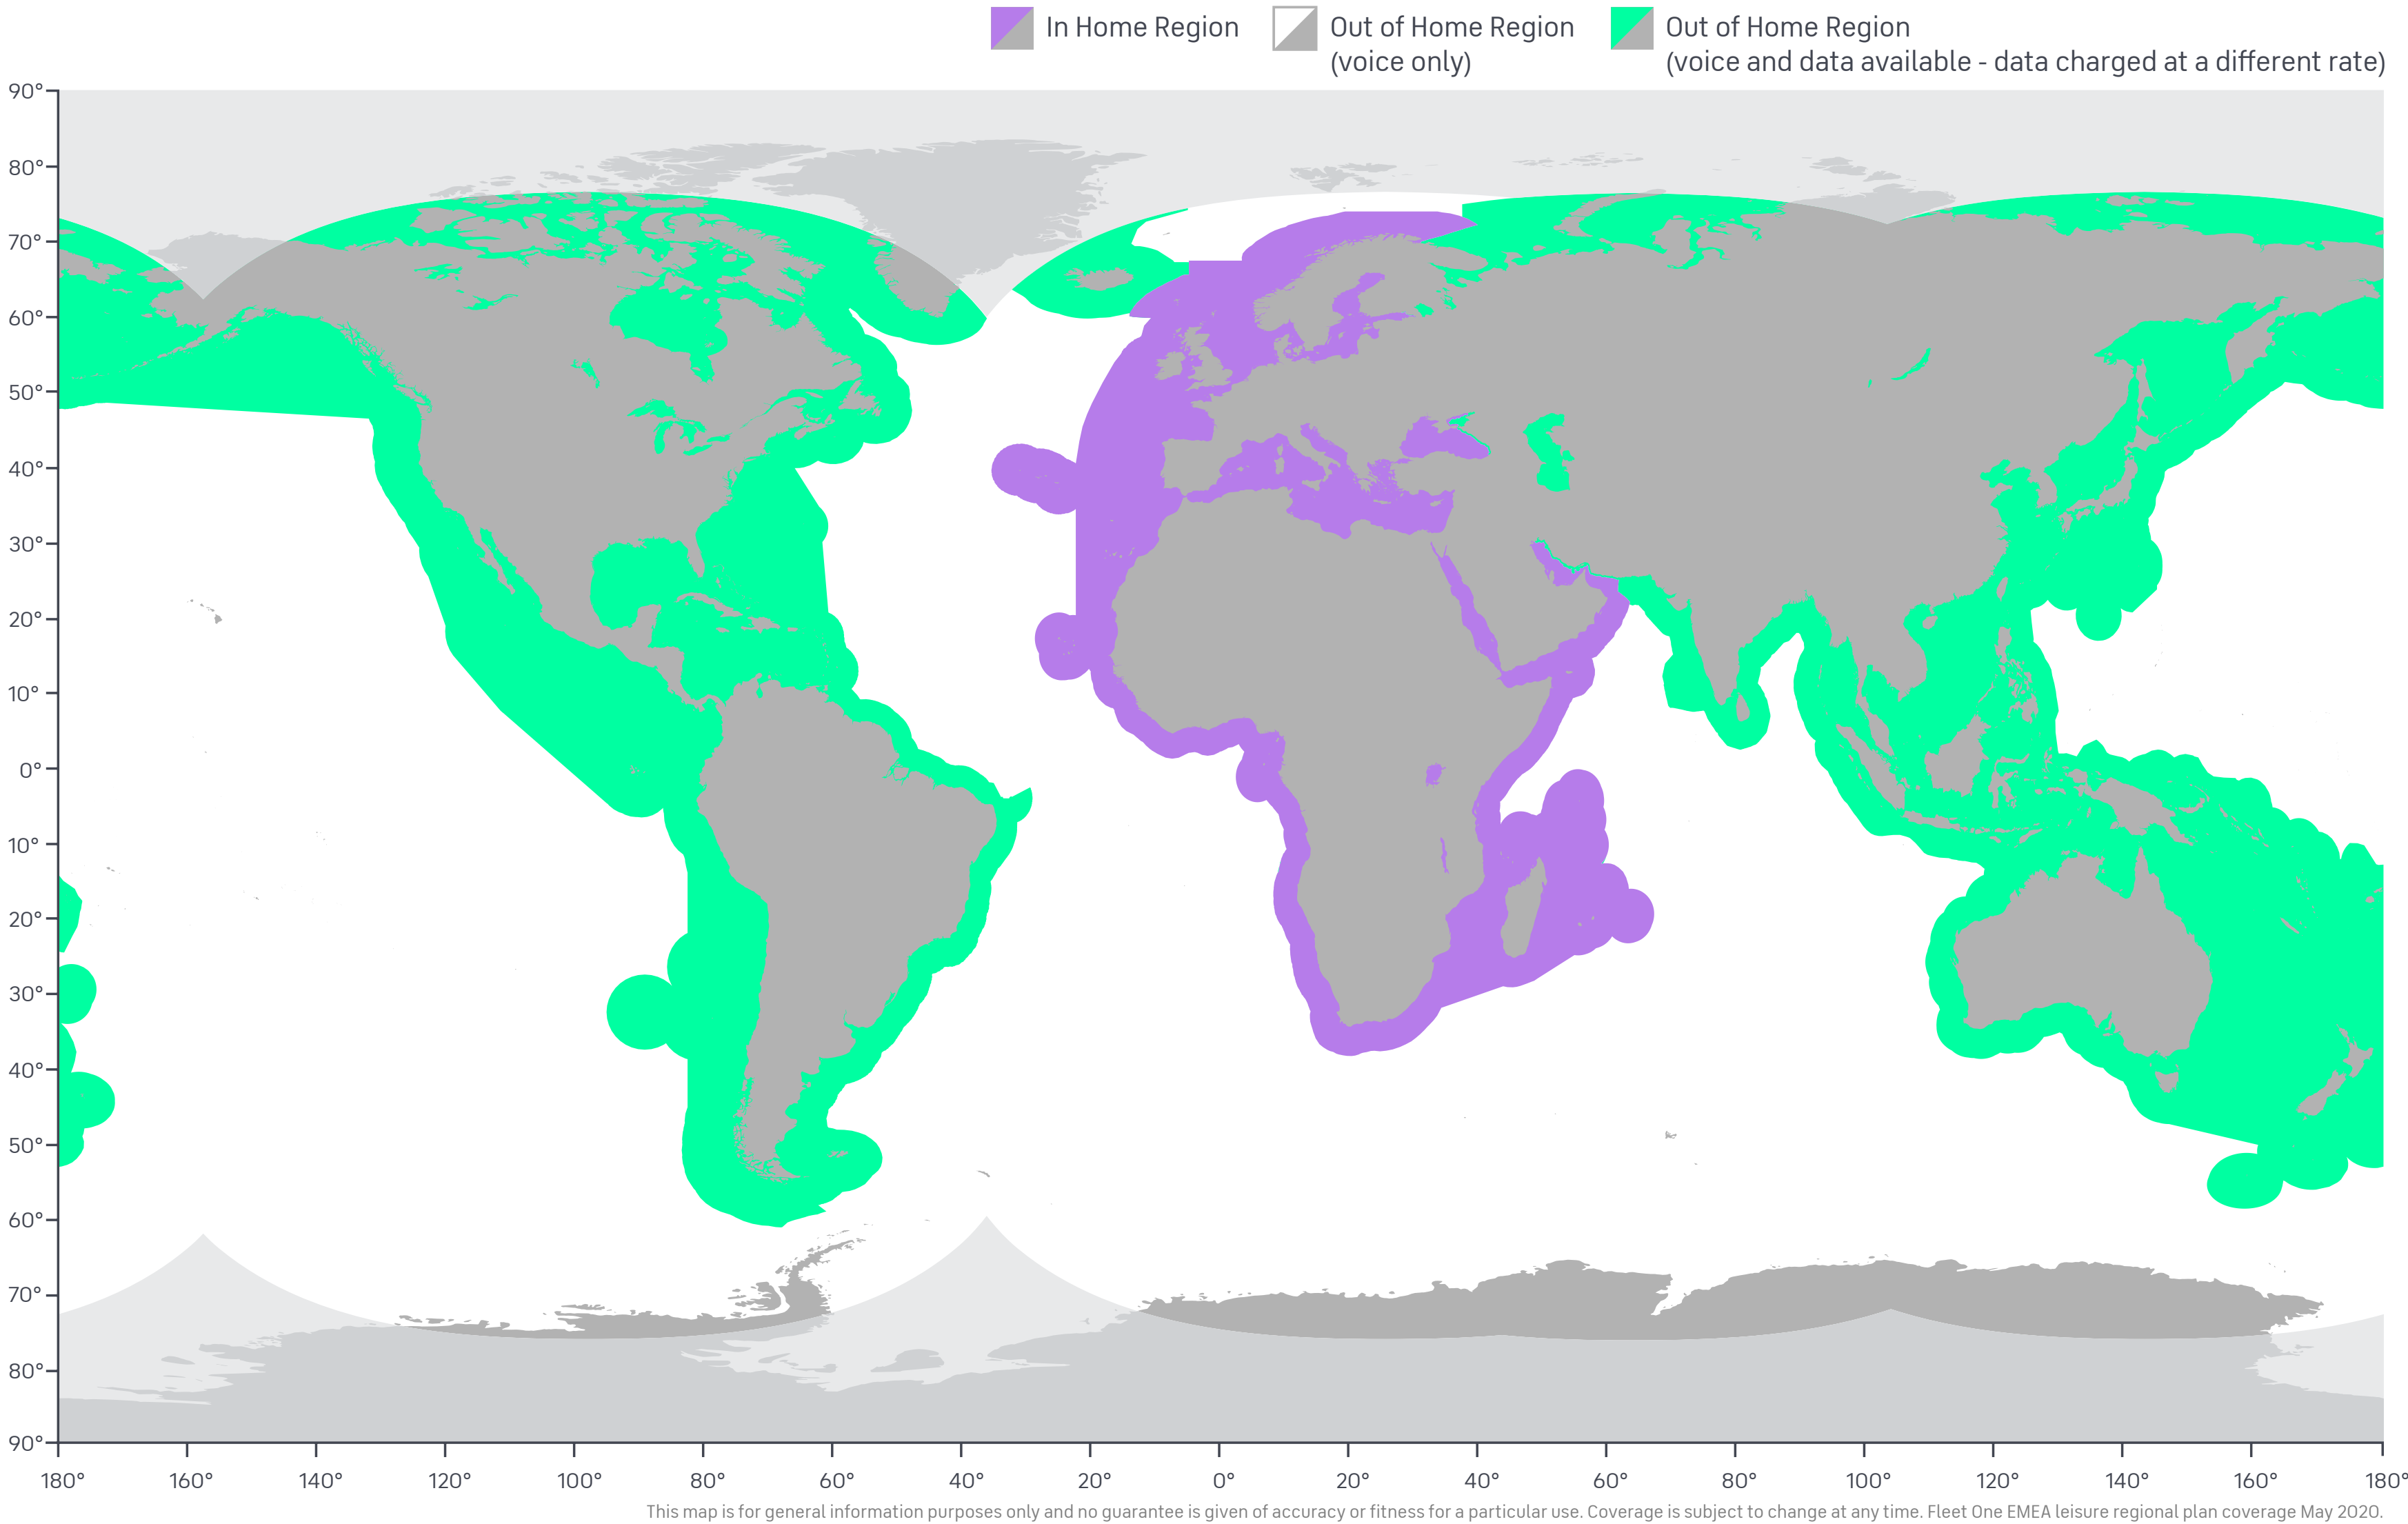 In Home Region
Out of Home Region
(voice only)
Out of Home Region
(voice and data available - data charged at a different rate)
90°
80°
70°
60°
50°
40°
30°
20°
10°
0°
10°
20°
30°
40°
50°
60°
70°
80°
90°
180° 160° 140° 120° 100° 80° 60° 40° 20° 0° 20° 40° 60° 80° 100° 120° 140° 160° 180°
This map is for general information purposes only and no guarantee is given of accuracy or fitness for a particular use. Coverage is subject to change at any time. Fleet One EMEA leisure regional plan coverage May 2020.